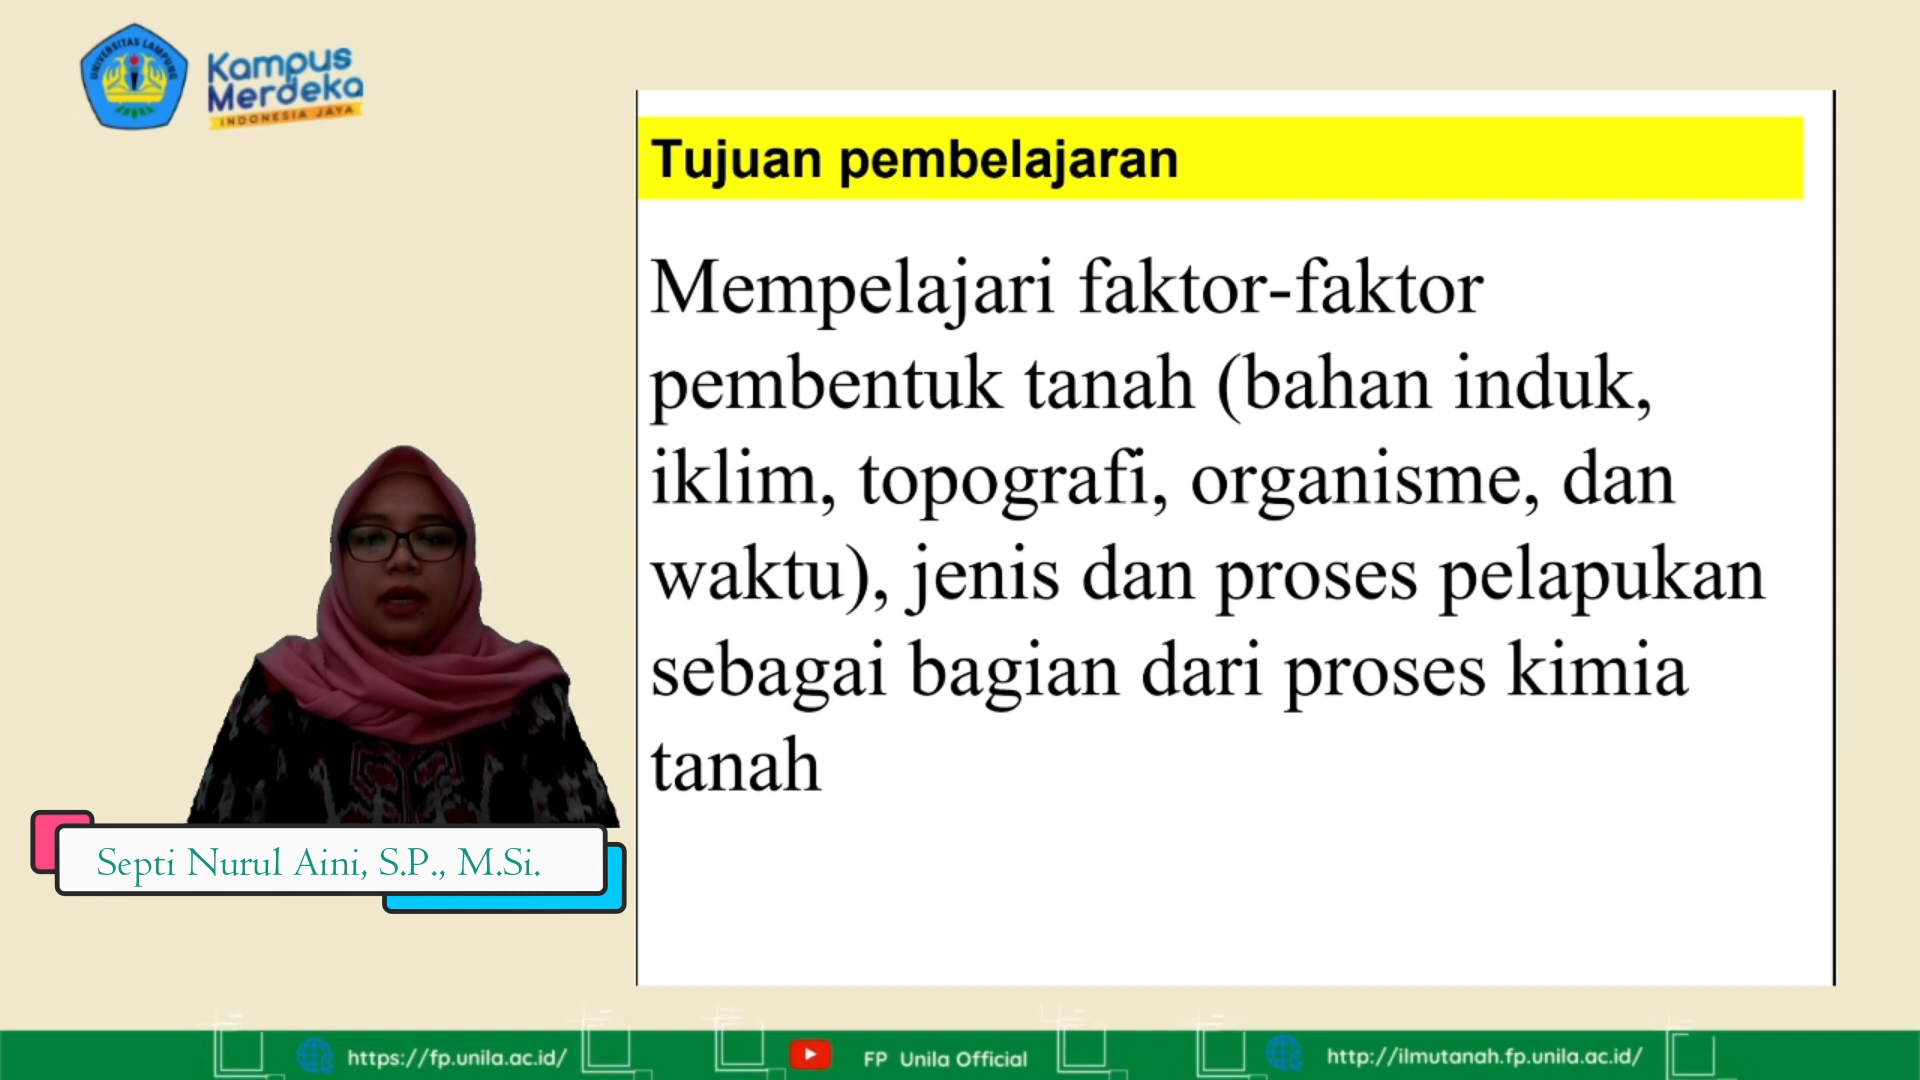 UNIVERSITAS LAMPUNG
Kampus
Merdeka
INDONESIA JAYA
Tujuan pembelajaran
Mempelajari faktor-faktor
pembentuk tanah (bahan induk,
iklim, topografi, organisme, dan
waktu), jenis dan proses pelapukan
sebagai bagian dari proses kimia
tanah
Septi Nurul Aini, S.P., M.Si.
https://fp.unila.ac.id/
FP Unila Official
http://ilmutanah.fp.unila.ac.id/